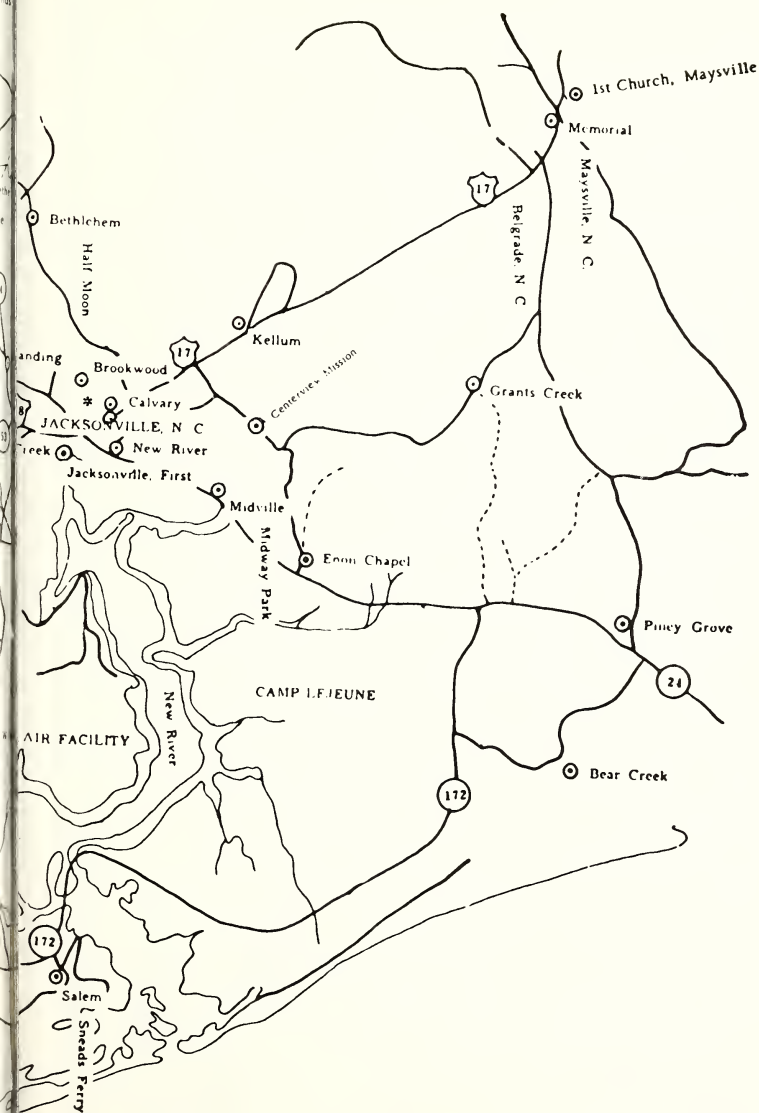 1st Church, Maysville
Memorial
Maysville, N C.
17
Belgrade, N C
Bethlehem
Half Moon
Kellum
17
anding
Brookwood
Centerview Mission
Grants Creek
*
Calvary
8
JACKSONVILLE, N C
New River
reek
Jacksonville, First
Midville
Midway Park
Enon Chapel
Piney Grove
24
CAMP LEJEUNE
New River
AIR FACILITY
Bear Creek
172
172
Salem
Sneads Ferry